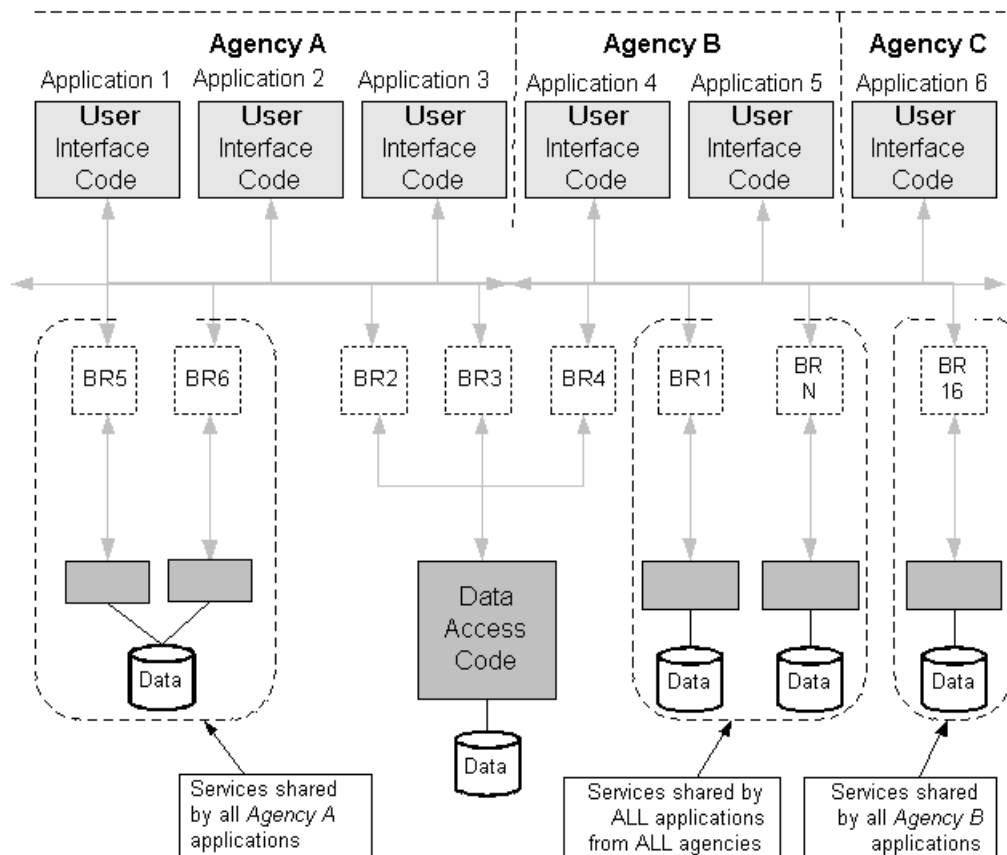 Agency A
Agency B
Agency C
Application 1
Application 2
Application 3
Application 4
Application 5
Application 6
User
Interface
Code
User
Interface
Code
User
Interface
Code
User
Interface
Code
User
Interface
Code
User
Interface
Code
BR5
BR6
BR2
BR3
BR4
BR1
BR
N
BR
16
Data
Access
Code
Data
Data
Data
Data
Data
Services shared
by all Agency A
applications
Services shared by
ALL applications
from ALL agencies
Services shared
by all Agency B
applications